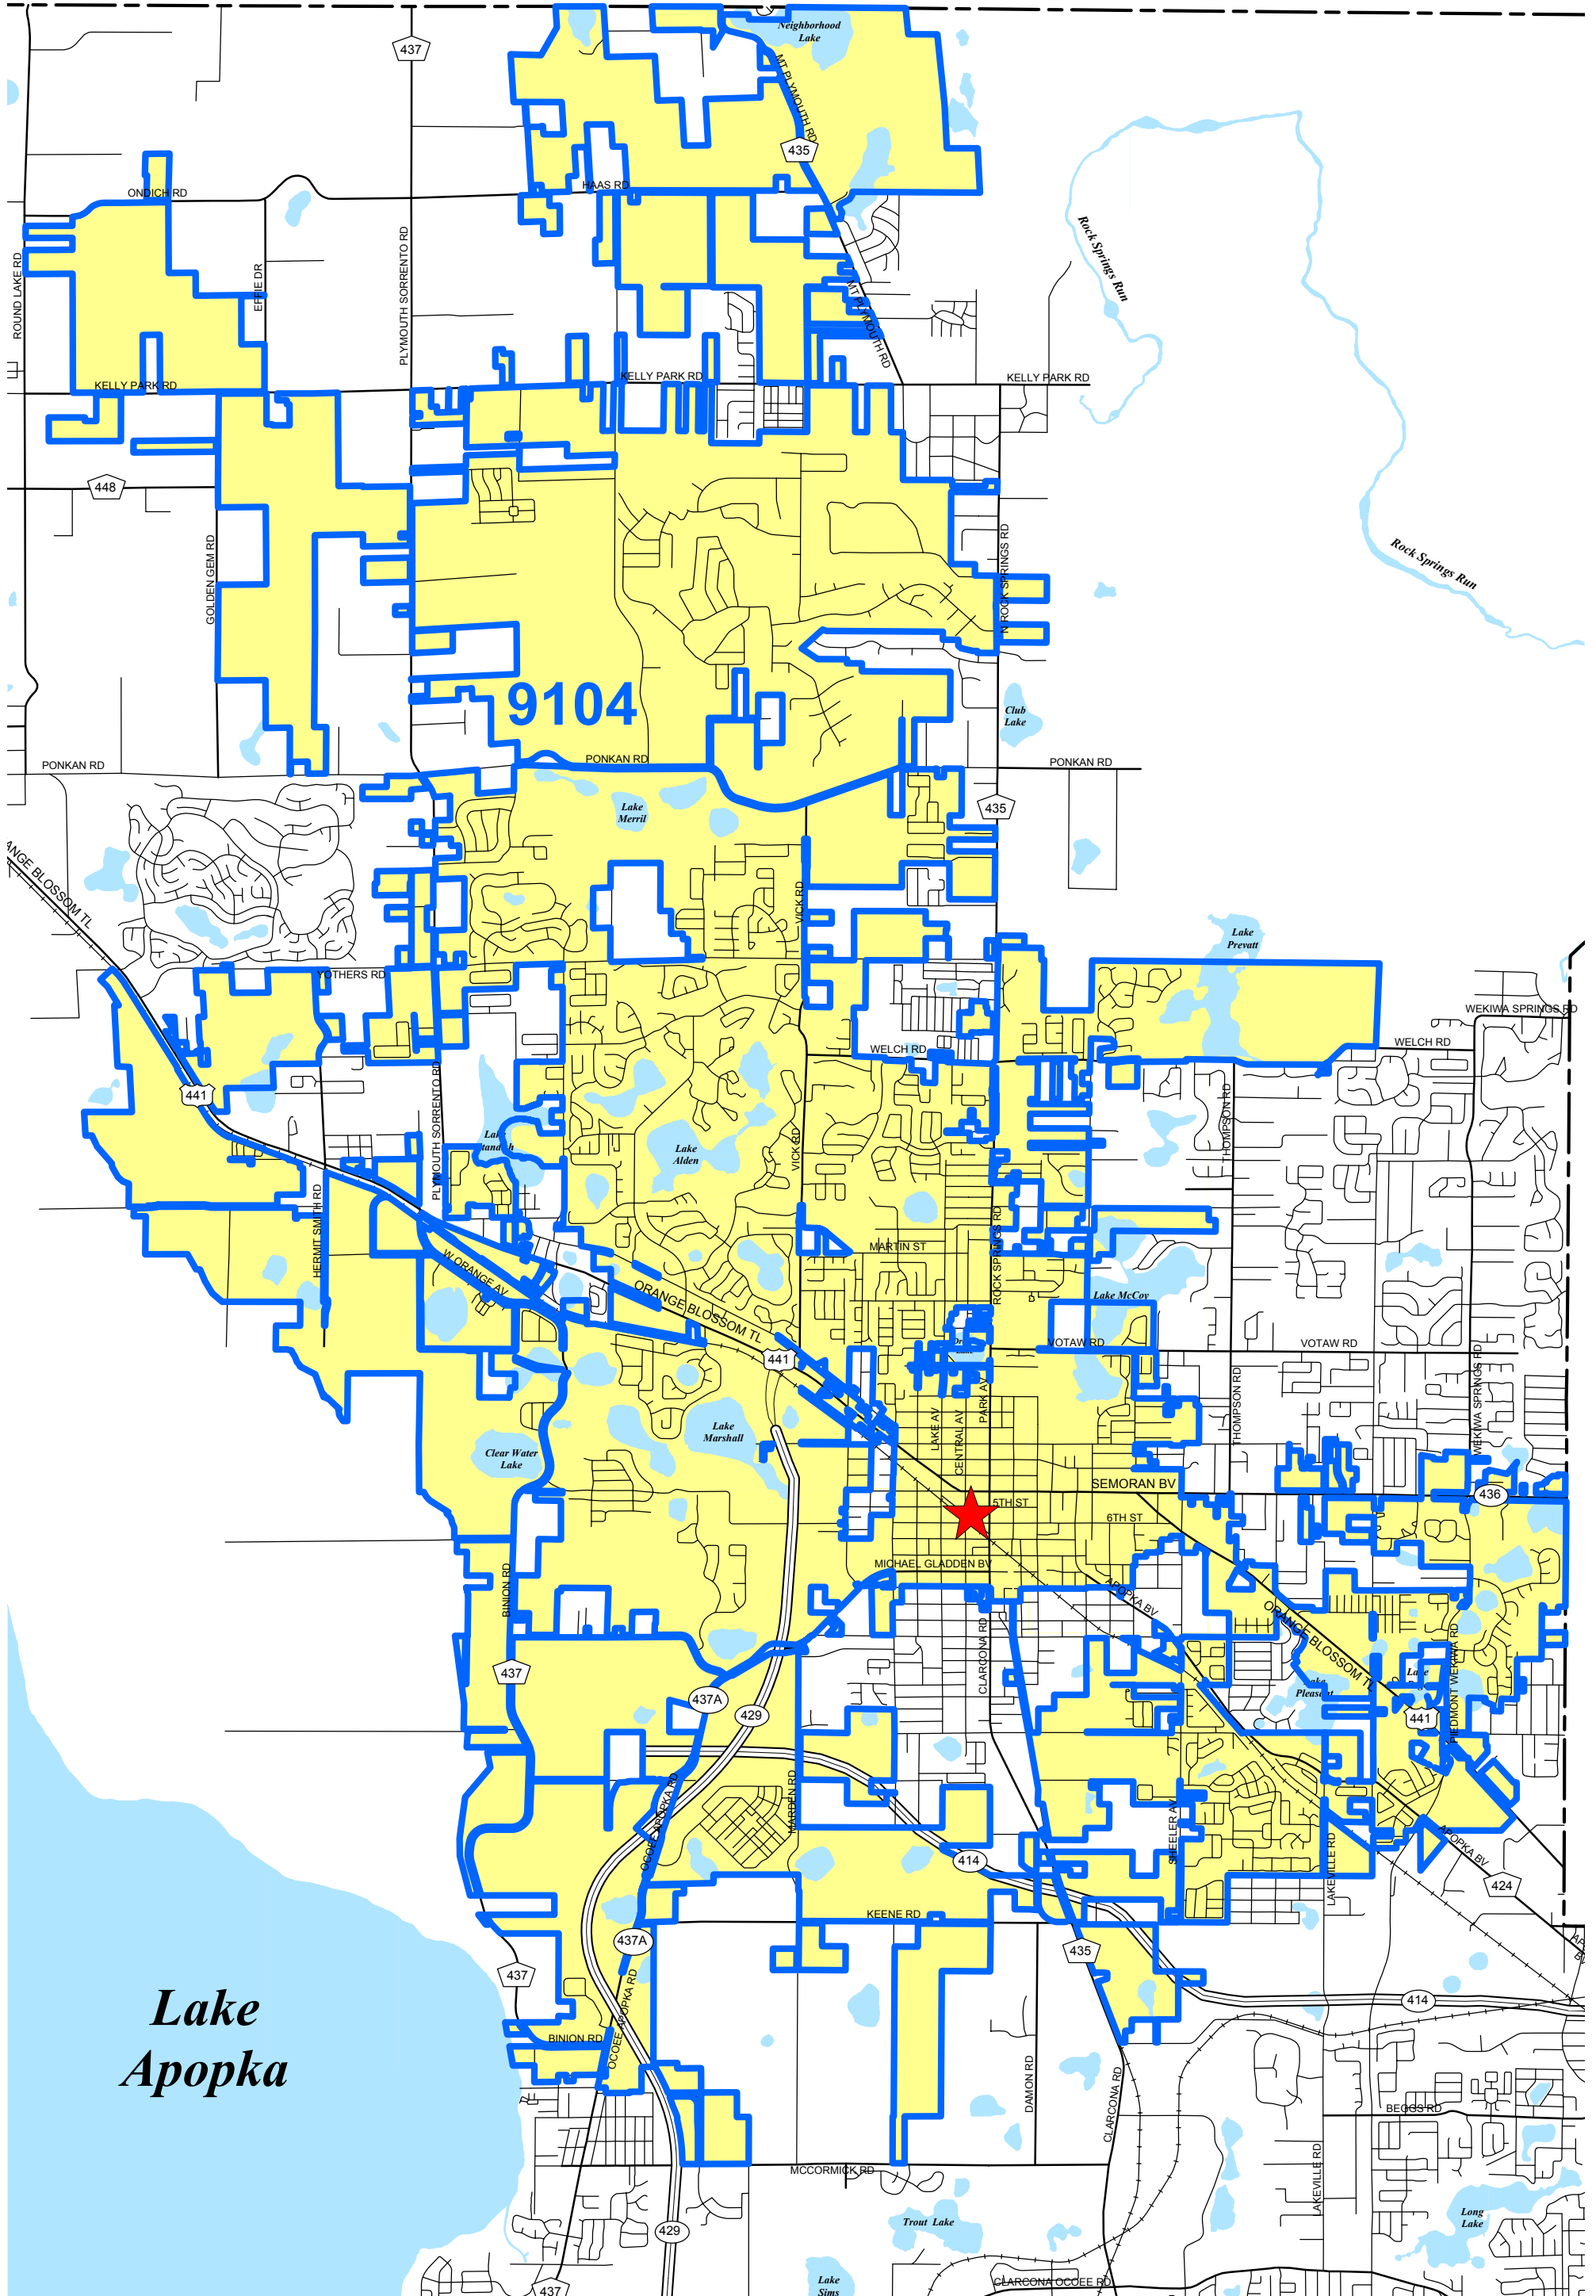 Neighborhood
Lake
437
MT PLYMOUTH RD
435
ONDICH RD
HAAS RD
ROUND LAKE RD
EFFIE DR
PLYMOUTH SORRENTO RD
Rock Springs Run
MT PLYMOUTH RD
KELLY PARK RD
KELLY PARK RD
KELLY PARK RD
448
GOLDEN GEM RD
N ROCK SPRINGS RD
Rock Springs Run
9104
Club
Lake
PONKAN RD
PONKAN RD
PONKAN RD
Lake
Merril
435
ANGE BLOSSOM TL
VICK RD
Lake
Prevatt
YOTHERS RD
WEKIWA SPRINGS RD
WELCH RD
WELCH RD
441
PLYMOUTH SORRENTO RD
THOMPSON RD
Lake
Alden
VICK RD
HERMIT SMITH RD
ROCK SPRINGS RD
MARTIN ST
W ORANGE AV
ORANGE BLOSSOM TL
Lake McCoy
VOTAW RD
VOTAW RD
441
THOMPSON RD
WEKIWA SPRINGS RD
PARK AV
LAKE AV
CENTRAL AV
Lake
Marshall
Clear Water
Lake
SEMORAN BV
436
5TH ST
6TH ST
MICHAEL GLADDEN BV
BINION RD
APOPKA BV
ORANGE BLOSSOM TL
CLARCONA RD
PIEDMONT WEKIWA RD
437
437A
429
Lake
Pleasant
441
OCOEE APOPKA RD
MARDEN RD
SHEELER AV
LAKEVILLE RD
APOPKA BV
414
424
KEENE RD
437A
435
437
OCOEE APOPKA RD
BINION RD
414
Lake
Apopka
DAMON RD
CLARCONA RD
BEGGS RD
LAKEVILLE RD
MCCORMICK RD
Trout Lake
Long
Lake
429
437
Lake
Sims
CLARCONA OCOEE RD